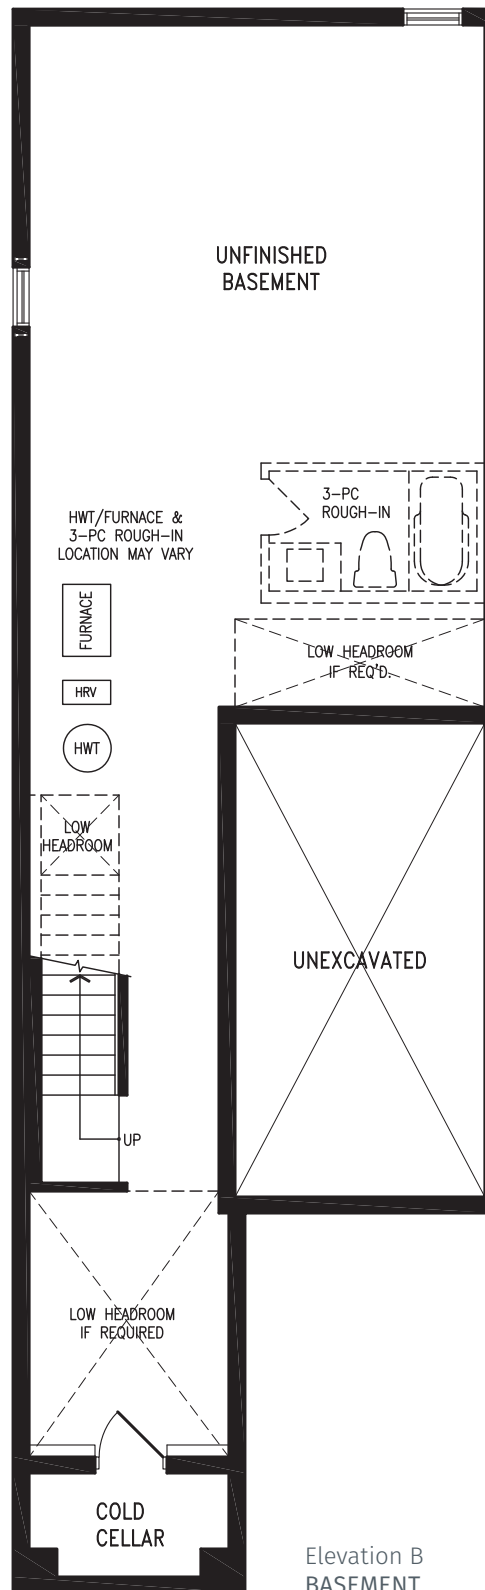 UNFINISHED
BASEMENT
3-PC
ROUGH-IN
HWT/FURNACE &
3-PC ROUGH-IN
LOCATION MAY VARY
FURNACE
LOW HEADROOM
IF REQ'D.
HRV
HWT
LOW
HEADROOM
UNEXCAVATED
UP
LOW HEADROOM
IF REQUIRED
COLD
CELLAR
Elevation B
BASEMENT